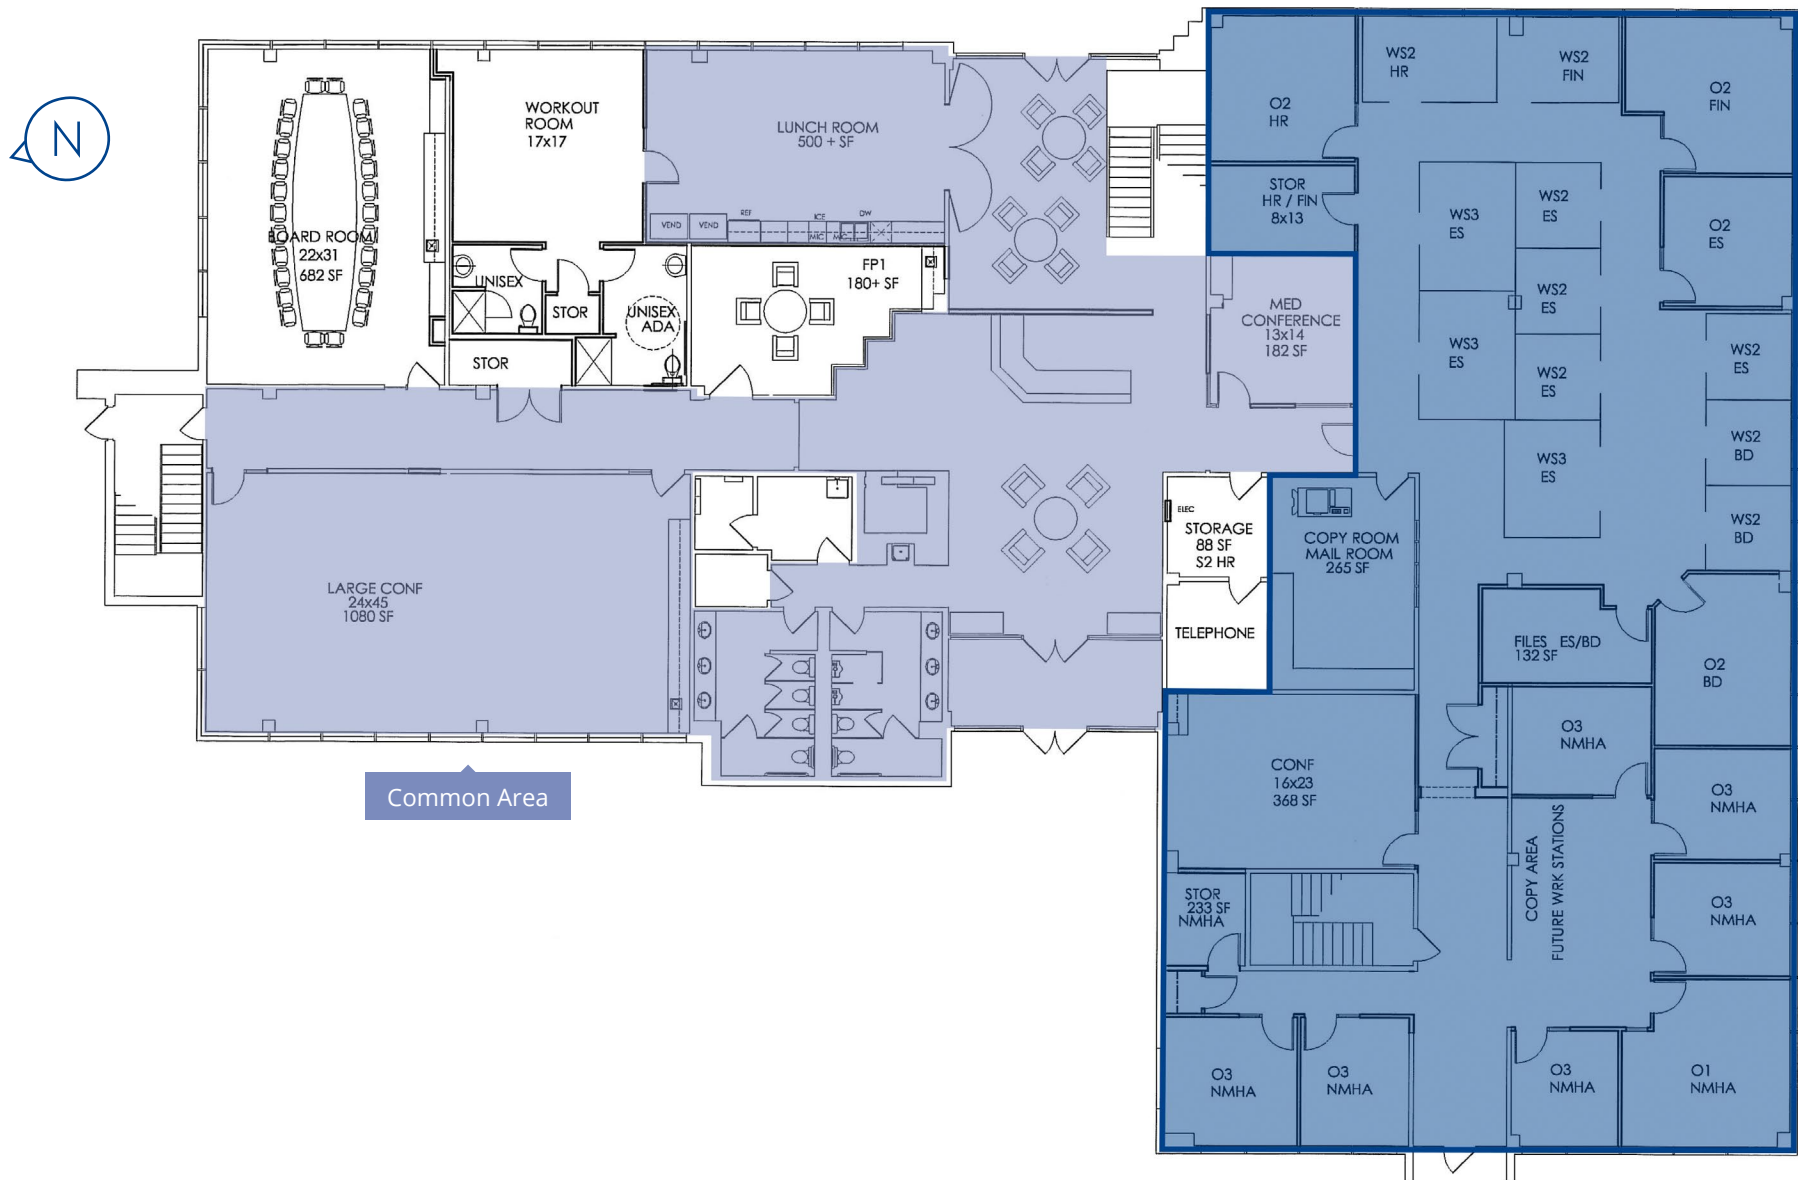 N
BOARD ROOM
22x31
682 SF
WORKOUT
ROOM
17x17
LUNCH ROOM
500 + SF
VEND
VEND
REF
ICE
DW
MIC
MIC
UNISEX
STOR
UNISEX
ADA
STOR
FP1
180+ SF
MED
CONFERENCE
13x14
182 SF
LARGE CONF
24x45
1080 SF
Common Area
ELEC
STORAGE
88 SF
S2 HR
TELEPHONE
O2
HR
STOR
HR / FIN
8x13
WS2
HR
WS2
FIN
O2
FIN
WS3
ES
WS2
ES
O2
ES
WS2
ES
WS3
ES
WS2
ES
WS2
ES
WS3
ES
WS2
BD
WS2
BD
COPY ROOM
MAIL ROOM
265 SF
FILES ES/BD
132 SF
O2
BD
O3
NMHA
CONF
16x23
368 SF
O3
NMHA
COPY AREA
FUTURE WRK STATIONS
STOR
233 SF
NMHA
O3
NMHA
O3
NMHA
O3
NMHA
O3
NMHA
O1
NMHA